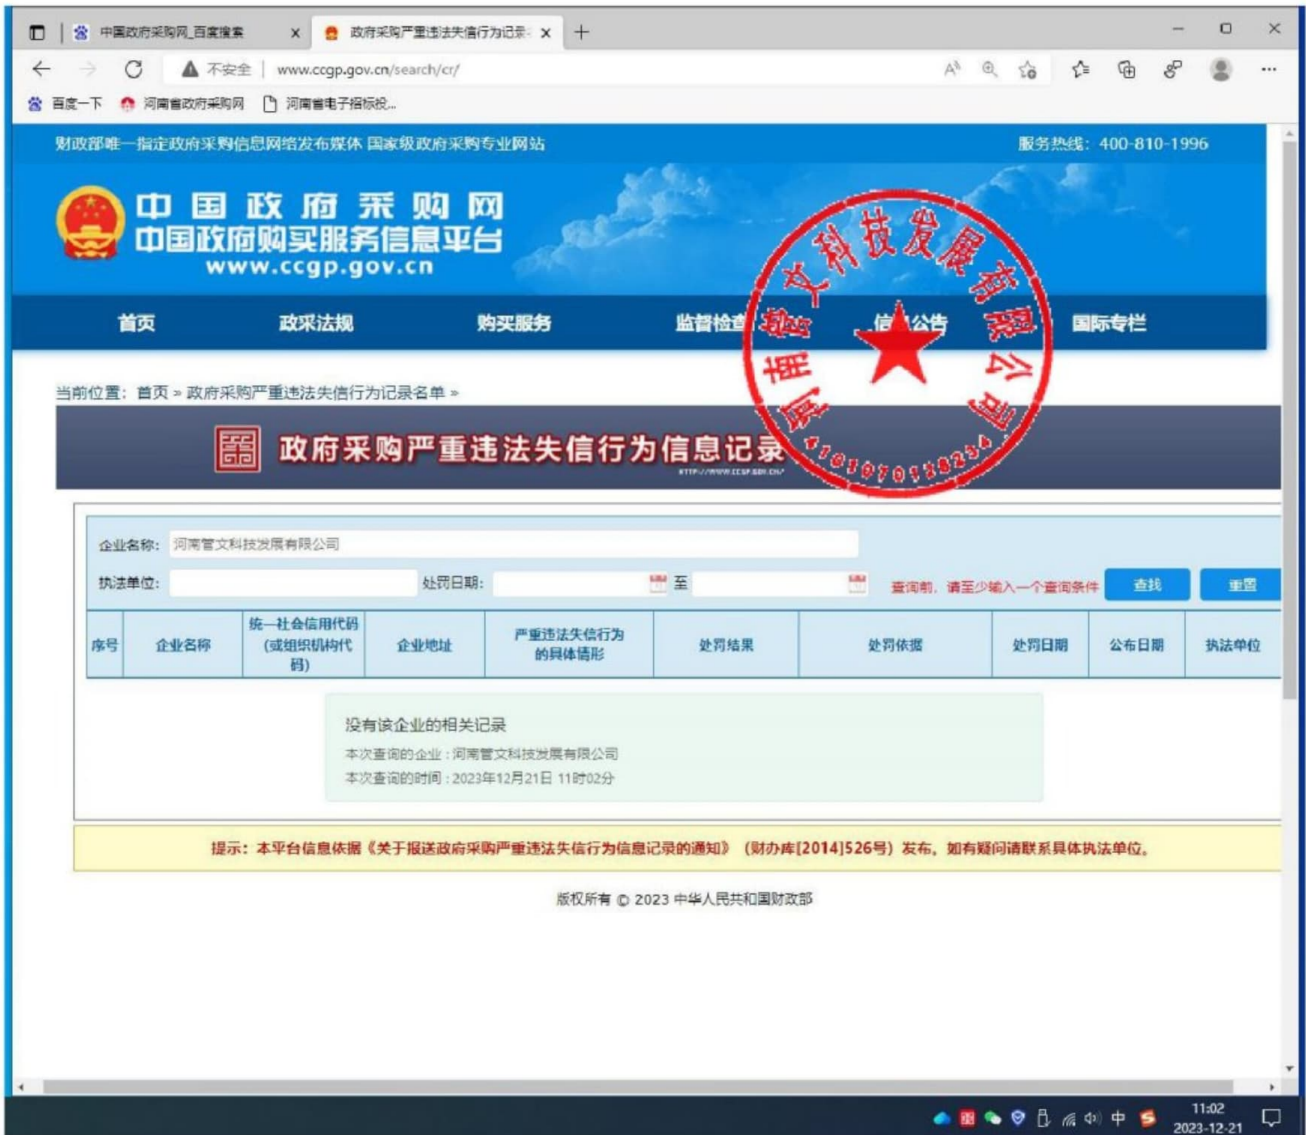 中国政府采购网_百度搜索
政府采购严重违法失信行为记录-
不安全 | www.ccgp.gov.cn/search/cr/
百度一下 河南省政府采购网 河南省电子招标投...
财政部唯一指定政府采购信息网络发布媒体 国家级政府采购专业网站
服务热线：400-810-1996
中国政府采购网
中国政府购买服务信息平台
www.ccgp.gov.cn
首页 政采法规 购买服务 监督检查 信息公告 国际专栏
河南管文科技发展有限公司
当前位置：首页 » 政府采购严重违法失信行为记录名单 »
政府采购严重违法失信行为信息记录
HTTP://WWW.CCGP.GOV.CN/
企业名称： 河南管文科技发展有限公司
执法单位： 处罚日期： 至 查询前，请至少输入一个查询条件 查找 重置
序号 企业名称 统一社会信用代码（或组织机构代码） 企业地址 严重违法失信行为的具体情形 处罚结果 处罚依据 处罚日期 公布日期 执法单位
没有该企业的相关记录
本次查询的企业：河南管文科技发展有限公司
本次查询的时间：2023年12月21日 11时02分
提示：本平台信息依据《关于报送政府采购严重违法失信行为信息记录的通知》（财办库[2014]526号）发布，如有疑问请联系具体执法单位。
版权所有 © 2023 中华人民共和国财政部
中
11:02
2023-12-21